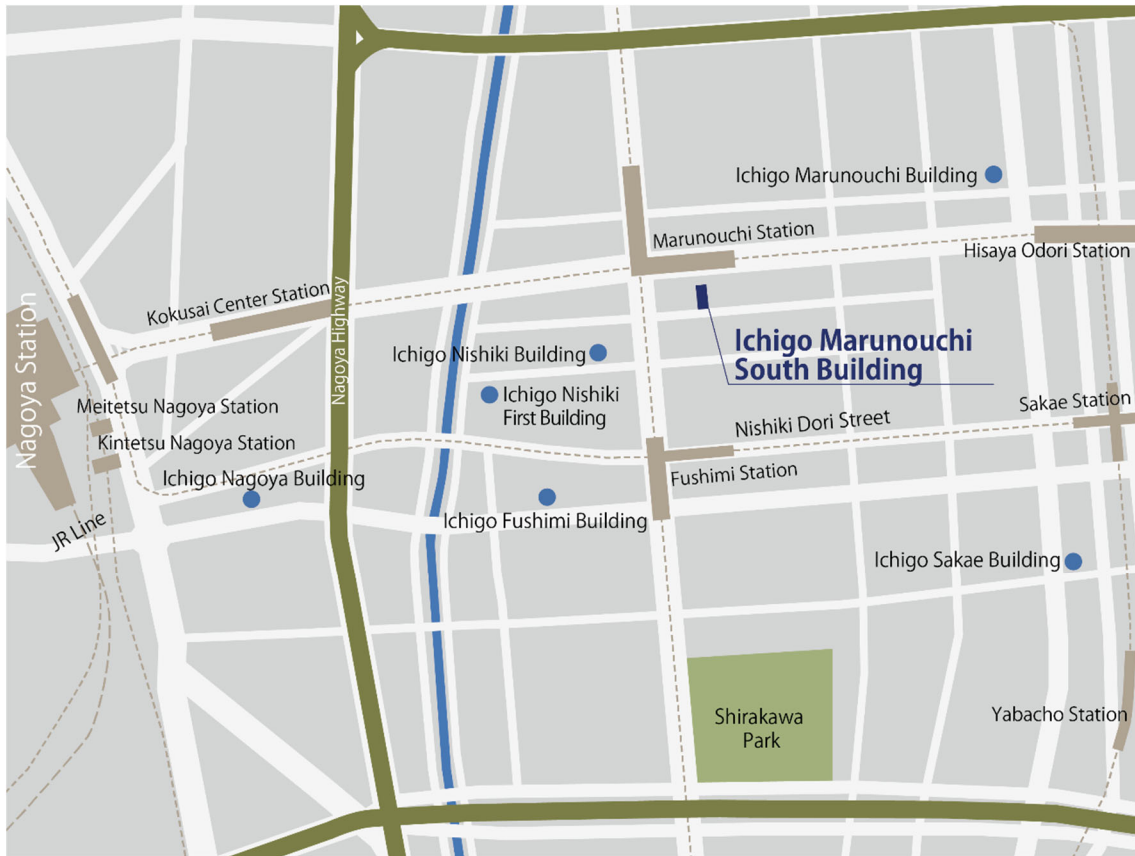 Ichigo Marunouchi Building
Marunouchi Station
Hisaya Odori Station
Kokusai Center Station
Nagoya Highway
Nagoya Station
Ichigo Marunouchi
South Building
Ichigo Nishiki Building
Ichigo Nishiki
First Building
Meitetsu Nagoya Station
Kintetsu Nagoya Station
Nishiki Dori Street
Sakae Station
Fushimi Station
Ichigo Nagoya Building
JR Line
Ichigo Fushimi Building
Ichigo Sakae Building
Shirakawa
Park
Yabacho Station